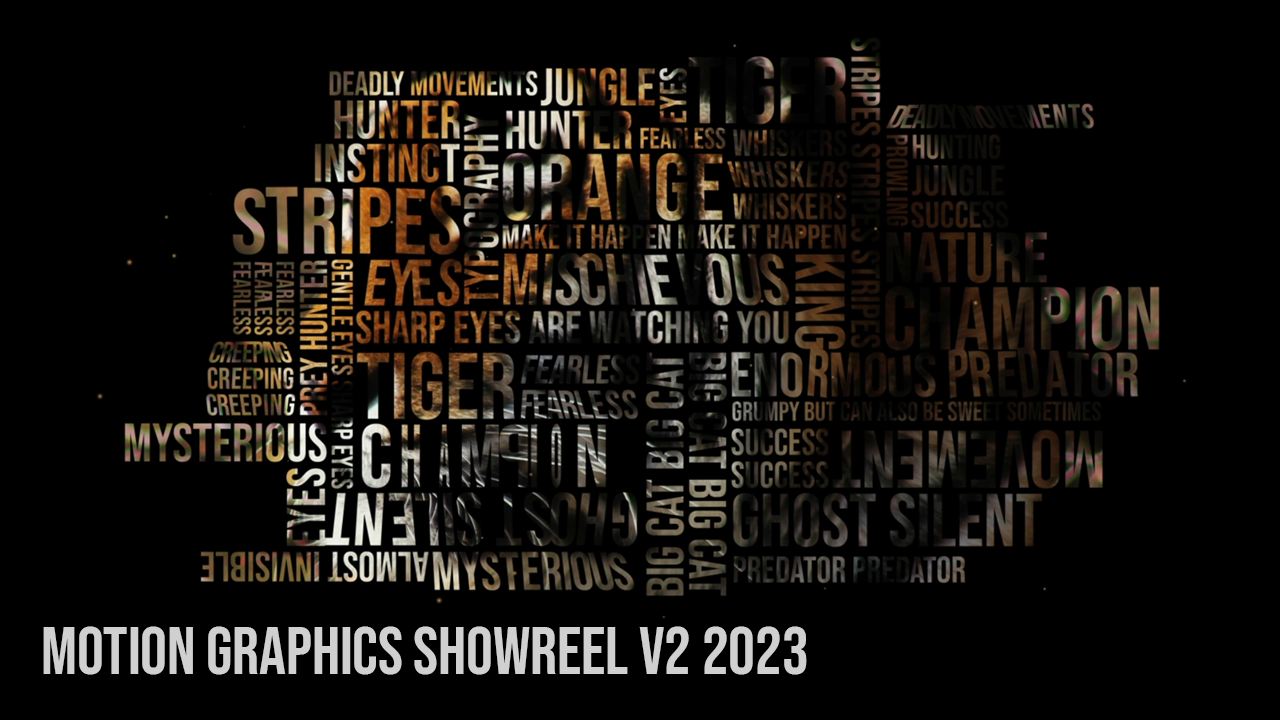 DEADLY MOVEMENTS
JUNGLE
EYES
TIGER
STRIPES STRIPES STRIPES STRIPES
DEADLY MOVEMENTS
HUNTER
TYPOGRAPHY
HUNTER
FEARLESS
WHISKERS
PROWLING
HUNTING
INSTINCT
ORANGE
WHISKERS
JUNGLE
STRIPES
WHISKERS
SUCCESS
MAKE IT HAPPEN MAKE IT HAPPEN
NATURE
FEARLESS
FEARLESS
FEARLESS
PREY HUNTER
GENTLE EYES SHARP EYES
EYES
MISCHIEVOUS
KING
CHAMPION
SHARP EYES ARE WATCHING YOU
CREEPING
CREEPING
CREEPING
TIGER
FEARLESS
FEARLESS
BIG CAT BIG CAT
BIG CAT BIG CAT
ENORMOUS PREDATOR
GRUMPY BUT CAN ALSO BE SWEET SOMETIMES
MYSTERIOUS
CHAMPION
SUCCESS
SUCCESS
MOVEMENT
EYES
GHOST SILENT
GHOST SILENT
ALMOST INVISIBLE
MYSTERIOUS
PREDATOR PREDATOR
MOTION GRAPHICS SHOWREEL V2 2023